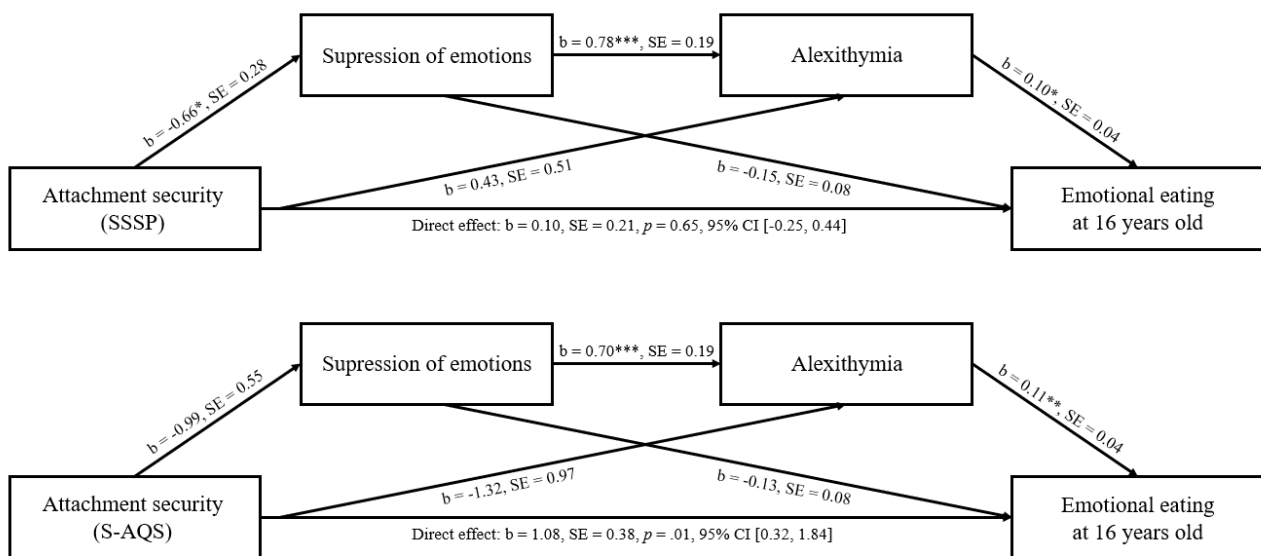 Supression of emotions
b = 0.78***, SE = 0.19
Alexithymia
b = -0.66*, SE = 0.28
b = 0.10*, SE = 0.04
Attachment security
(SSSP)
b = 0.43, SE = 0.51
b = -0.15, SE = 0.08
Emotional eating
at 16 years old
Direct effect: b = 0.10, SE = 0.21, p = 0.65, 95% CI [-0.25, 0.44]
Supression of emotions
b = 0.70***, SE = 0.19
Alexithymia
b = -0.99, SE = 0.55
b = 0.11**, SE = 0.04
Attachment security
(S-AQS)
b = -1.32, SE = 0.97
b = -0.13, SE = 0.08
Emotional eating
at 16 years old
Direct effect: b = 1.08, SE = 0.38, p = .01, 95% CI [0.32, 1.84]